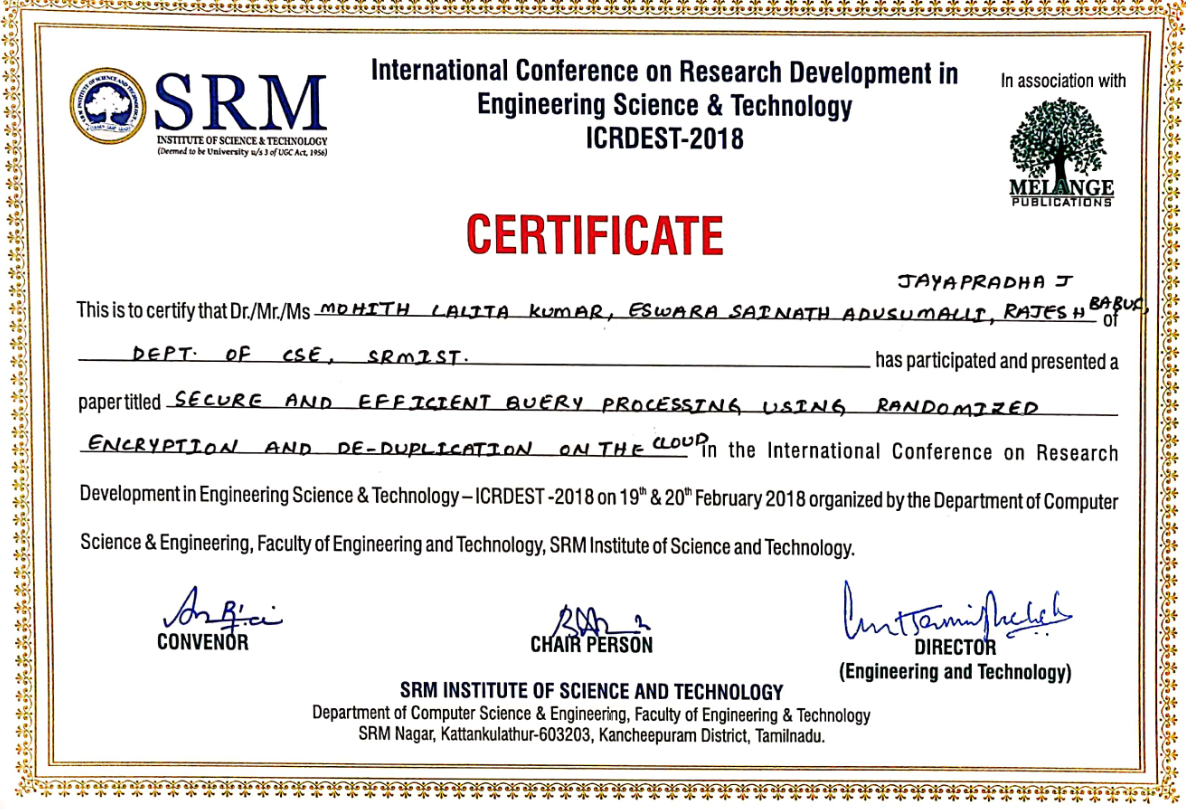 SRM
INSTITUTE OF SCIENCE & TECHNOLOGY
(Deemed to be University u/s 3 of UGC Act, 1956)
International Conference on Research Development in
Engineering Science & Technology
ICRDEST-2018
In association with
MELANGE
PUBLICATIONS
CERTIFICATE
JAYAPRADHA J
This is to certify that Dr./Mr./Ms MOHITH LALITA KUMAR, ESWARA SAINATH ADUSUMALLI, RAJESH BABU, of
DEPT. OF CSE, SRMIST. has participated and presented a
paper titled SECURE AND EFFICIENT QUERY PROCESSING USING RANDOMIZED
ENCRYPTION AND DE-DUPLICATION ON THE CLOUD in the International Conference on Research
Development in Engineering Science & Technology – ICRDEST -2018 on 19th & 20th February 2018 organized by the Department of Computer
Science & Engineering, Faculty of Engineering and Technology, SRM Institute of Science and Technology.
CONVENOR
CHAIR PERSON
DIRECTOR
(Engineering and Technology)
SRM INSTITUTE OF SCIENCE AND TECHNOLOGY
Department of Computer Science & Engineering, Faculty of Engineering & Technology
SRM Nagar, Kattankulathur-603203, Kancheepuram District, Tamilnadu.